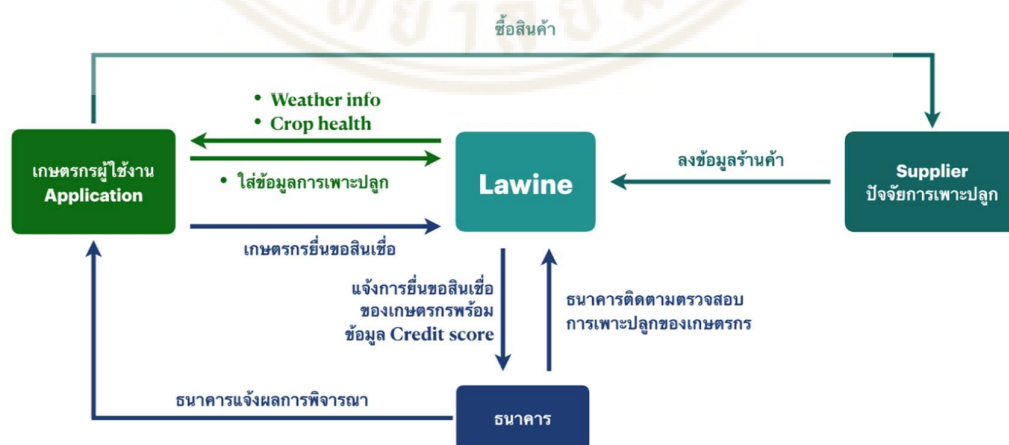 ซื้อสินค้า
• Weather info
• Crop health
เกษตรกรผู้ใช้งาน
Application
• ใส่ข้อมูลการเพาะปลูก
Lawine
ลงข้อมูลร้านค้า
Supplier
ปัจจัยการเพาะปลูก
เกษตรกรยื่นขอสินเชื่อ
แจ้งการยื่นขอสินเชื่อ
ของเกษตรกรพร้อม
ข้อมูล Credit score
ธนาคารติดตามตรวจสอบ
การเพาะปลูกของเกษตรกร
ธนาคารแจ้งผลการพิจารณา
ธนาคาร